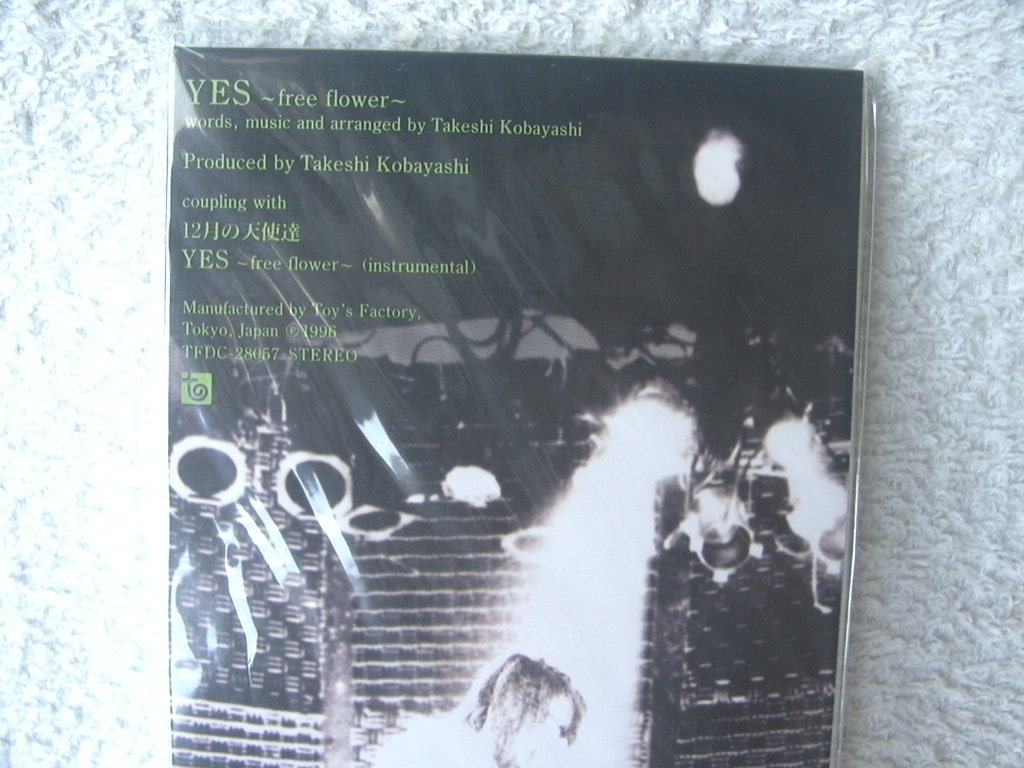 YES ~free flower~
words, music and arranged by Takeshi Kobayashi
Produced by Takeshi Kobayashi
coupling with
12月の天使達
YES ~free flower~ (instrumental)
Manufactured by Toy's Factory,
Tokyo, Japan ℗1996
TFDC-28057 STEREO